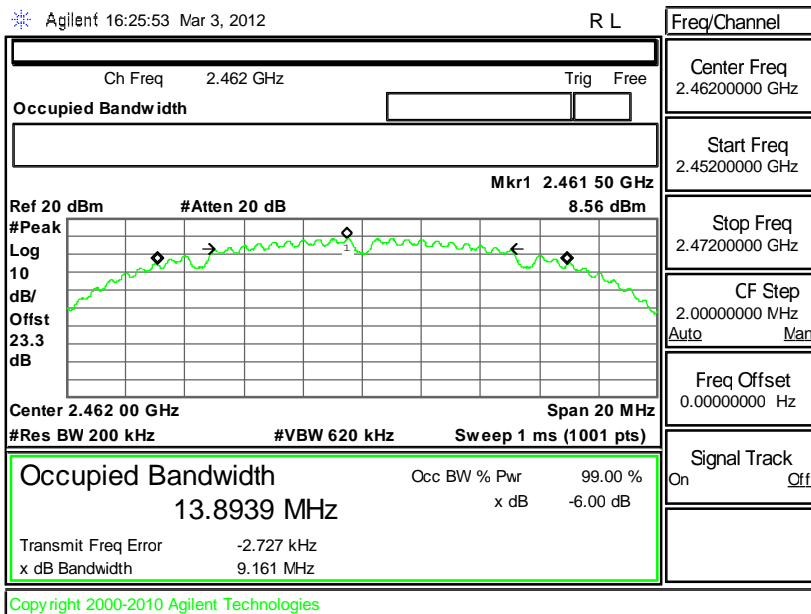 Agilent 16:25:53 Mar 3, 2012 R L
Freq/Channel
Ch Freq 2.462 GHz Trig Free
Occupied Bandwidth
Center Freq
2.46200000 GHz
Start Freq
2.45200000 GHz
Mkr1 2.461 50 GHz
Ref 20 dBm #Atten 20 dB 8.56 dBm
#Peak
Log
10
dB/
Offst
23.3
dB
1
Stop Freq
2.47200000 GHz
CF Step
2.00000000 MHz
Auto Man
Freq Offset
0.00000000 Hz
Center 2.462 00 GHz Span 20 MHz
#Res BW 200 kHz #VBW 620 kHz Sweep 1 ms (1001 pts)
Signal Track
On Off
Occupied Bandwidth Occ BW % Pwr 99.00 %
13.8939 MHz x dB -6.00 dB
Transmit Freq Error -2.727 kHz
x dB Bandwidth 9.161 MHz
Copyright 2000-2010 Agilent Technologies